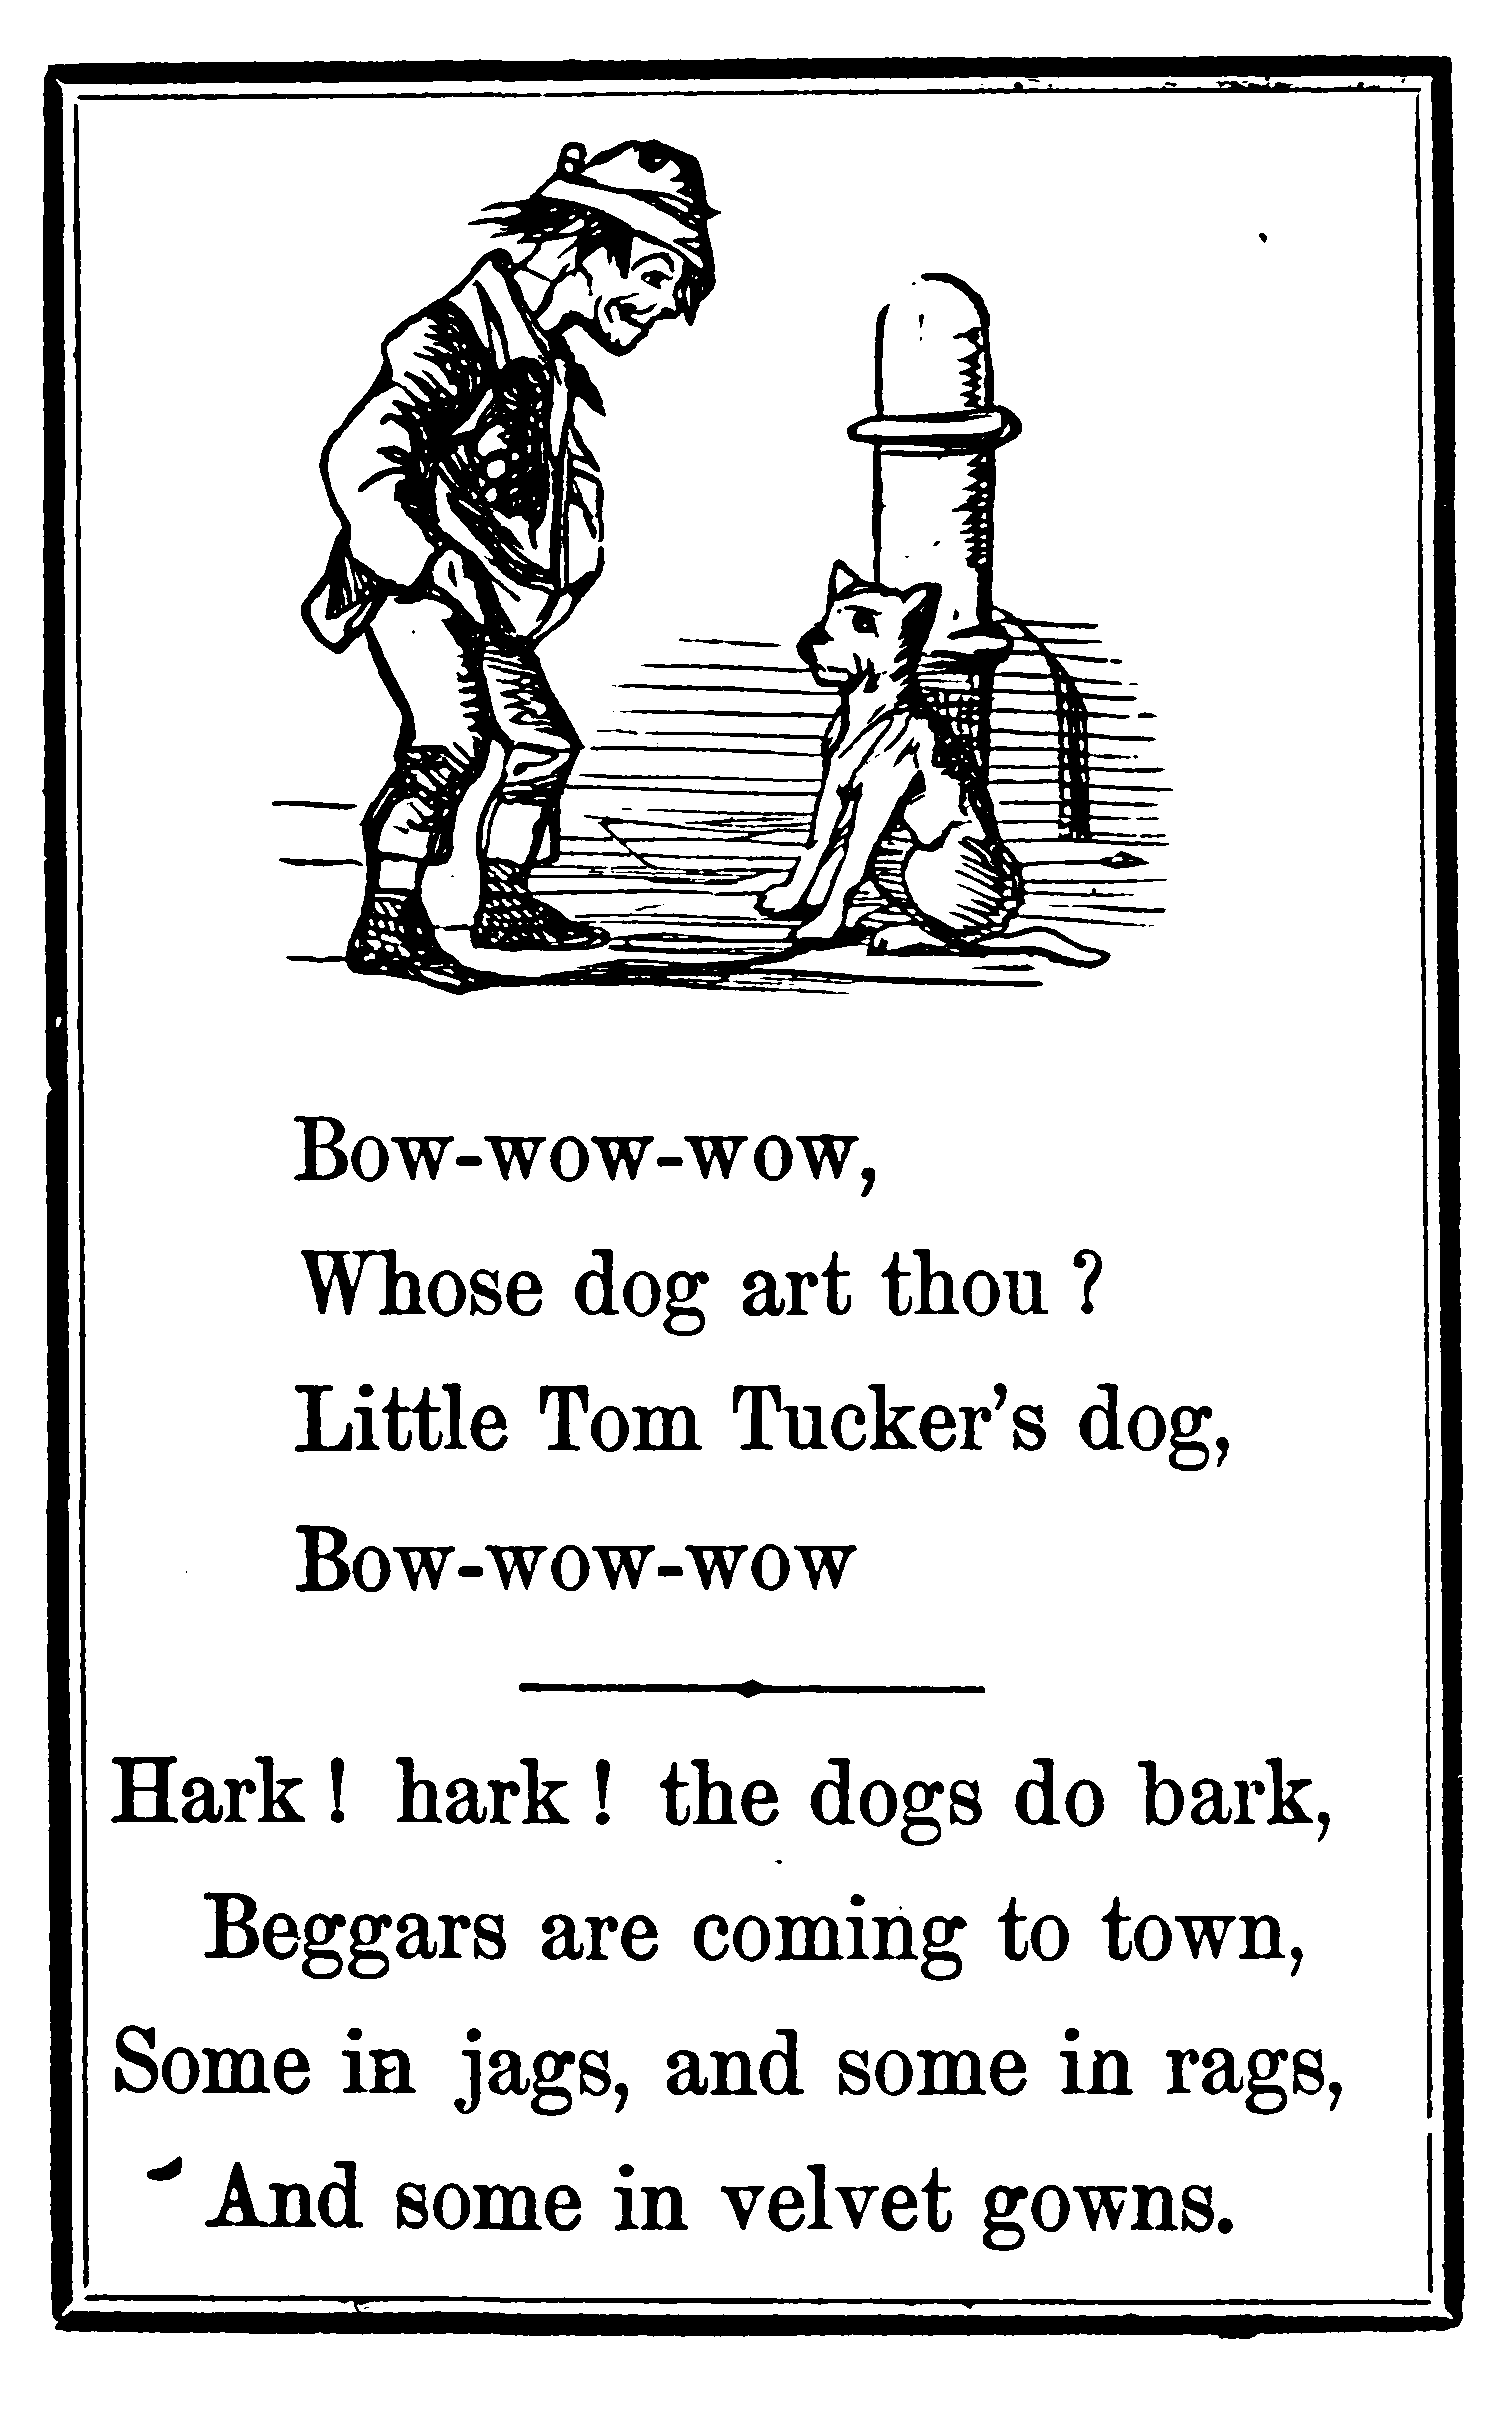 Bow-wow-wow,
Whose dog art thou ?
Little Tom Tucker's dog,
Bow-wow-wow
Hark ! hark ! the dogs do bark,
Beggars are coming to town,
Some in jags, and some in rags,
And some in velvet gowns.